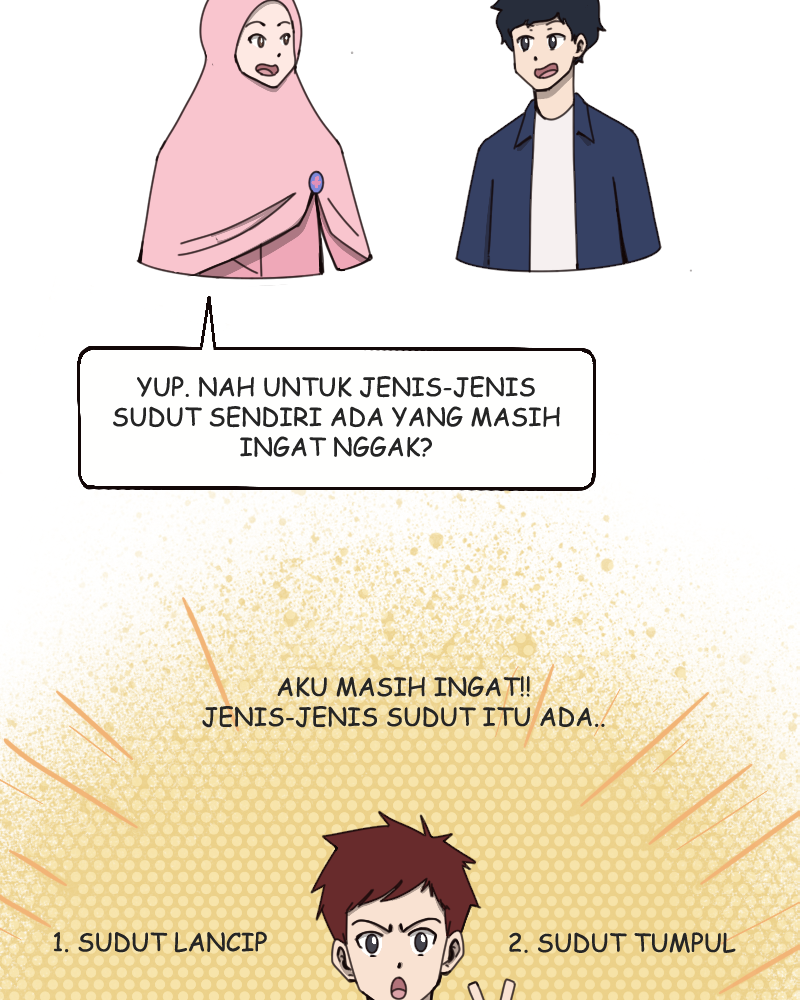 YUP. NAH UNTUK JENIS-JENIS
SUDUT SENDIRI ADA YANG MASIH
INGAT NGGAK?
AKU MASIH INGAT!!
JENIS-JENIS SUDUT ITU ADA..
1. SUDUT LANCIP
2. SUDUT TUMPUL